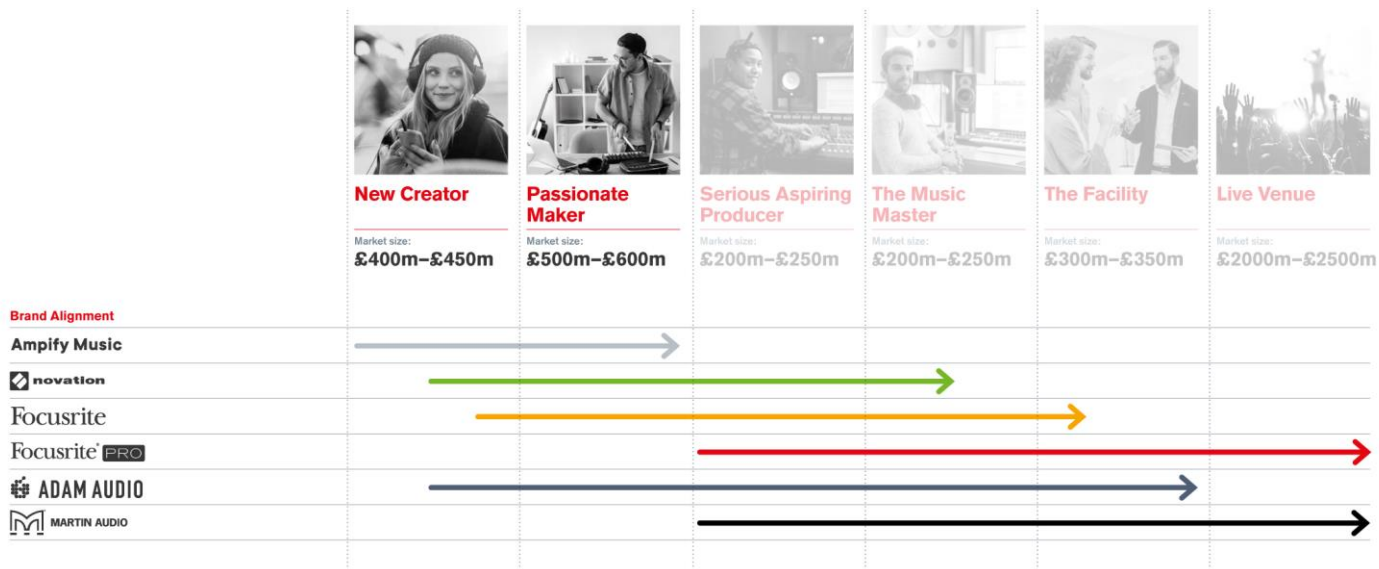 New Creator
Passionate
Maker
Serious Aspiring
Producer
The Music
Master
The Facility
Live Venue
Market size:
£400m–£450m
Market size:
£500m–£600m
Market size:
£200m–£250m
Market size:
£200m–£250m
Market size:
£300m–£350m
Market size:
£2000m–£2500m
Brand Alignment
Ampify Music
novation
Focusrite
Focusrite® PRO
ADAM AUDIO
MARTIN AUDIO